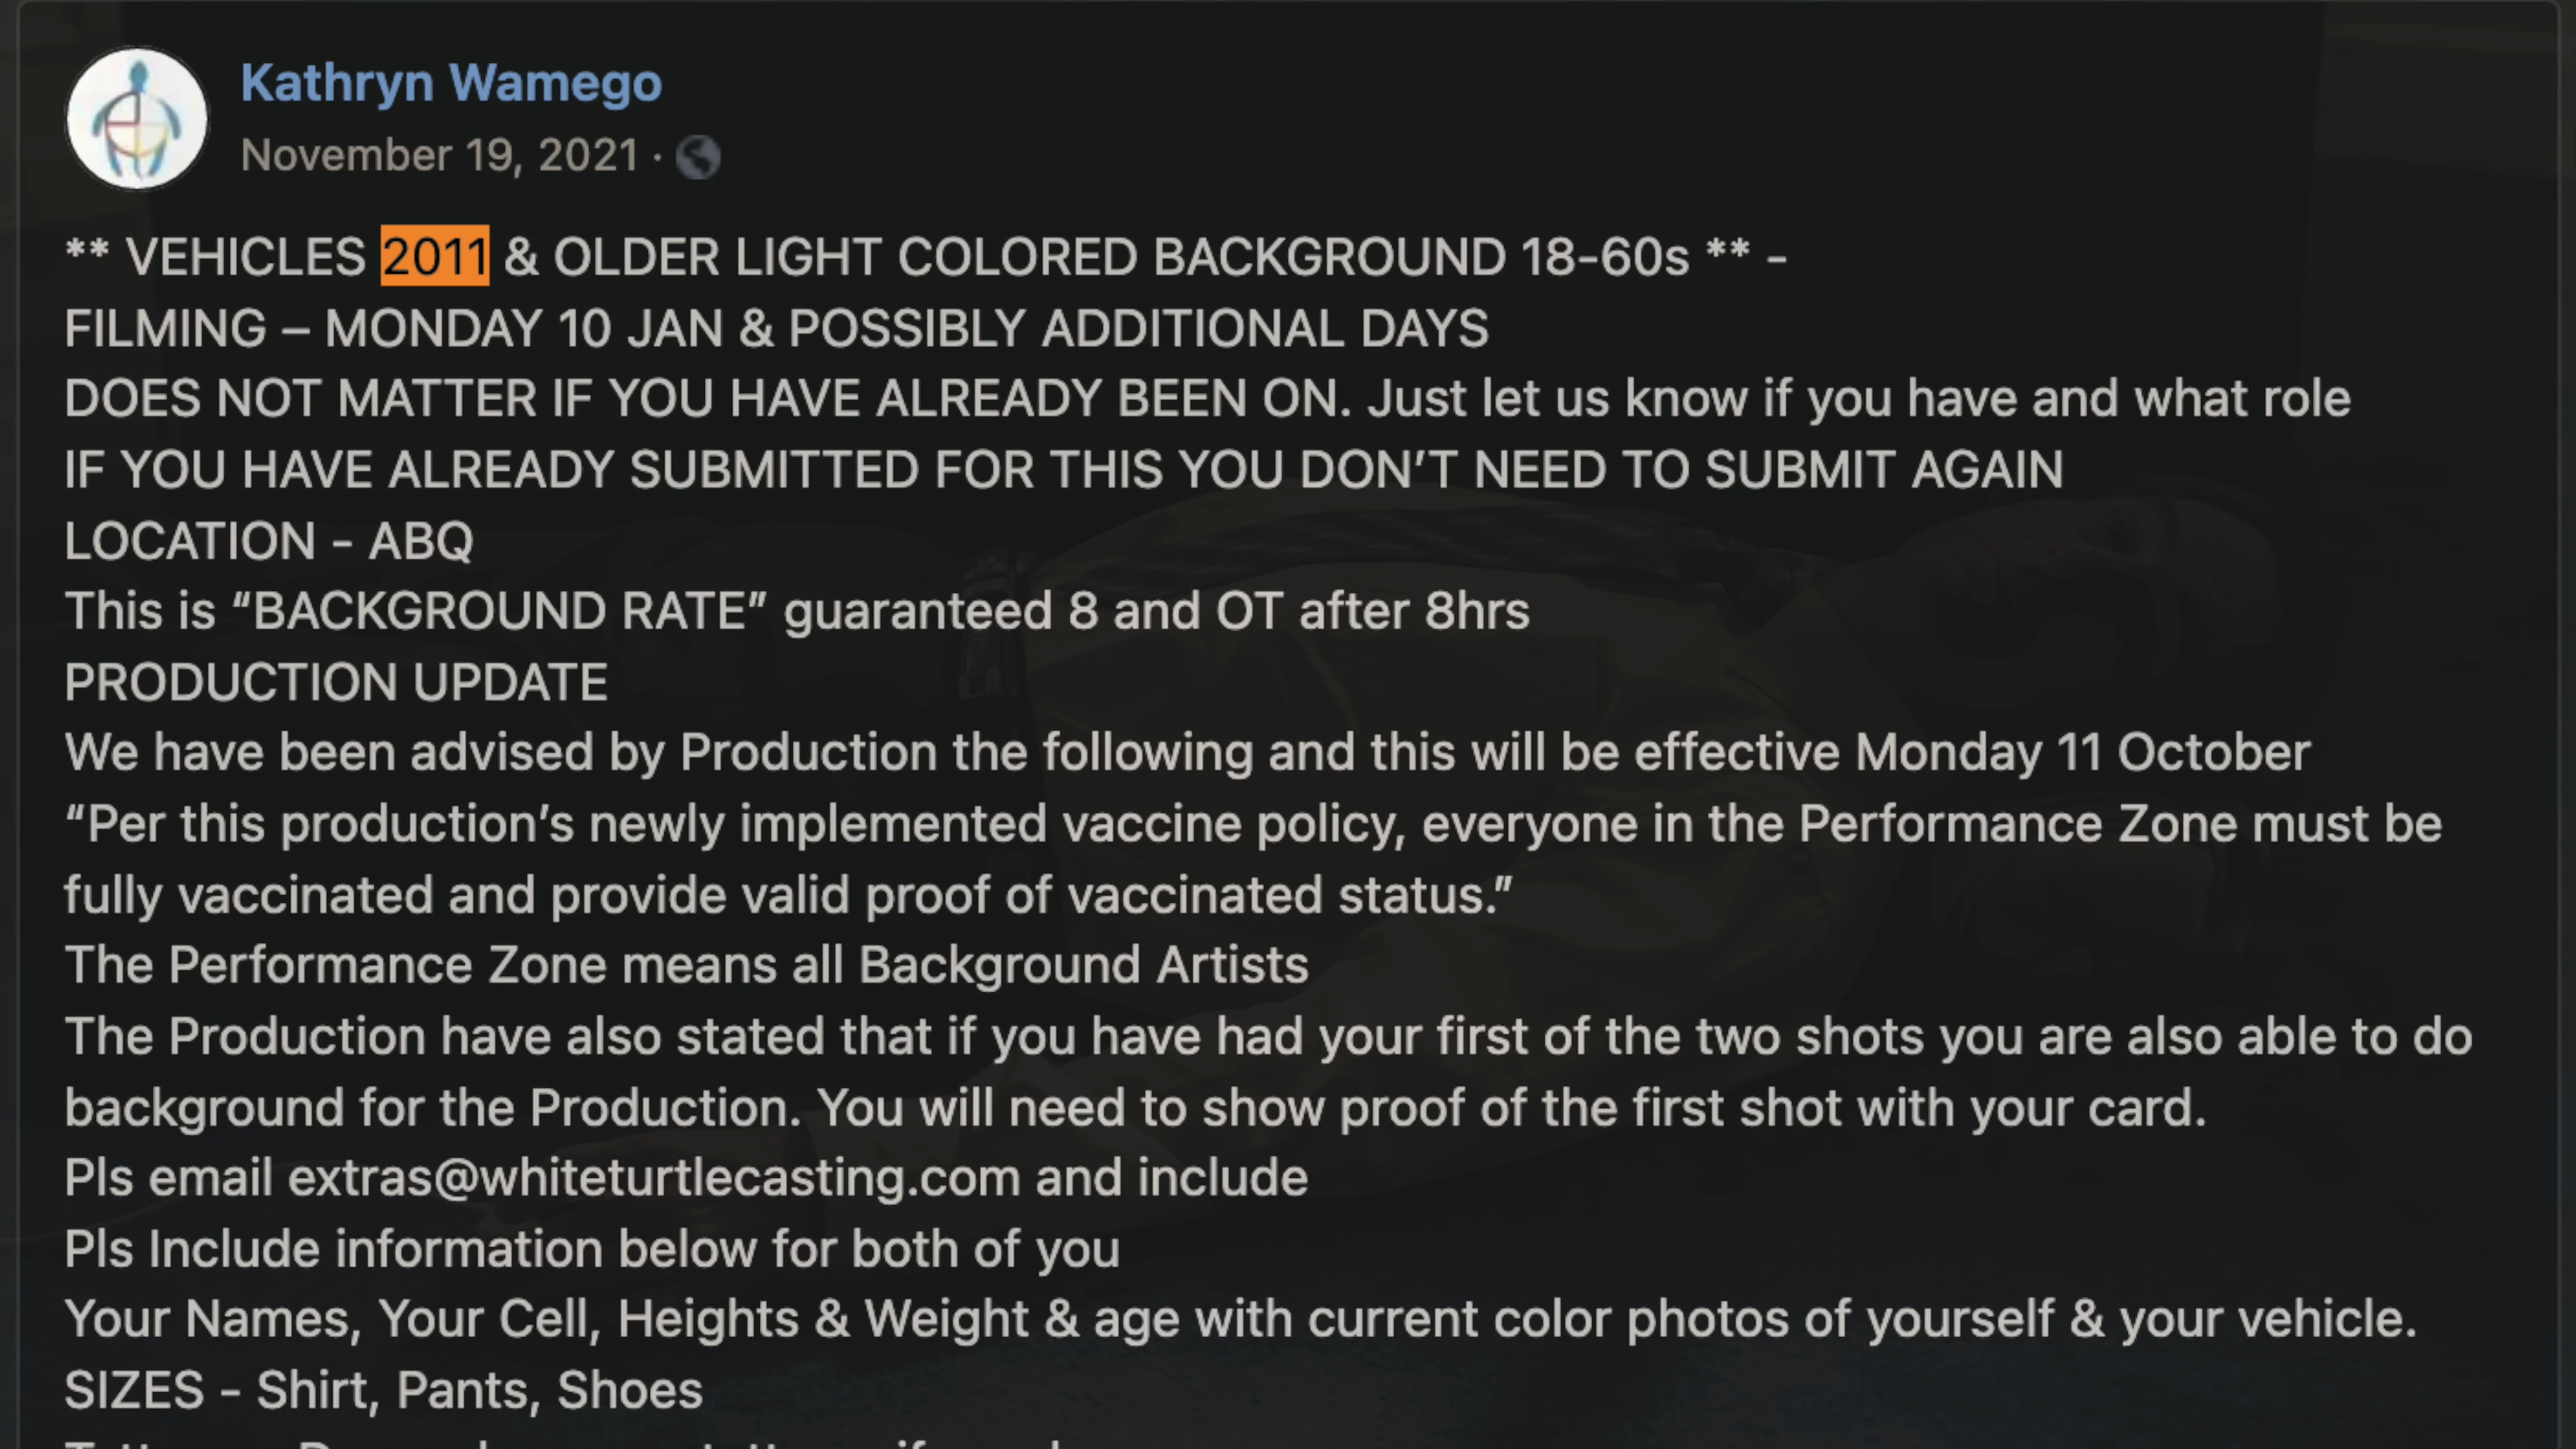 Kathryn Wamego
November 19, 2021 ·
** VEHICLES 2011 & OLDER LIGHT COLORED BACKGROUND 18-60s ** -
FILMING – MONDAY 10 JAN & POSSIBLY ADDITIONAL DAYS
DOES NOT MATTER IF YOU HAVE ALREADY BEEN ON. Just let us know if you have and what role
IF YOU HAVE ALREADY SUBMITTED FOR THIS YOU DON’T NEED TO SUBMIT AGAIN
LOCATION - ABQ
This is “BACKGROUND RATE” guaranteed 8 and OT after 8hrs
PRODUCTION UPDATE
We have been advised by Production the following and this will be effective Monday 11 October
“Per this production’s newly implemented vaccine policy, everyone in the Performance Zone must be
fully vaccinated and provide valid proof of vaccinated status.”
The Performance Zone means all Background Artists
The Production have also stated that if you have had your first of the two shots you are also able to do
background for the Production. You will need to show proof of the first shot with your card.
Pls email extras@whiteturtlecasting.com and include
Pls Include information below for both of you
Your Names, Your Cell, Heights & Weight & age with current color photos of yourself & your vehicle.
SIZES - Shirt, Pants, Shoes